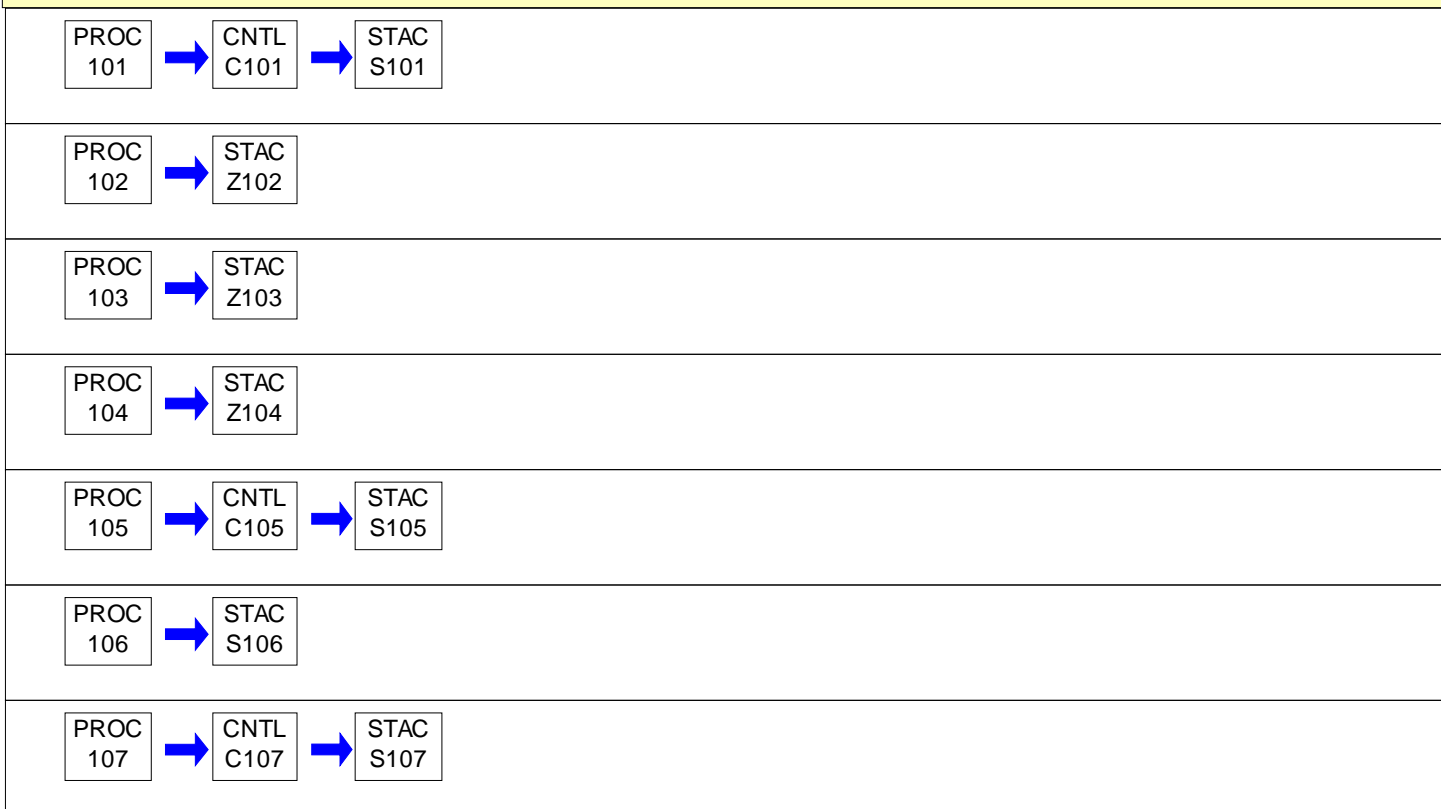 PROC CNTL STAC
101 C101 S101
PROC STAC
102 Z102
PROC STAC
103 Z103
PROC STAC
104 Z104
PROC CNTL STAC
105 C105 S105
PROC STAC
106 S106
PROC CNTL STAC
107 C107 S107